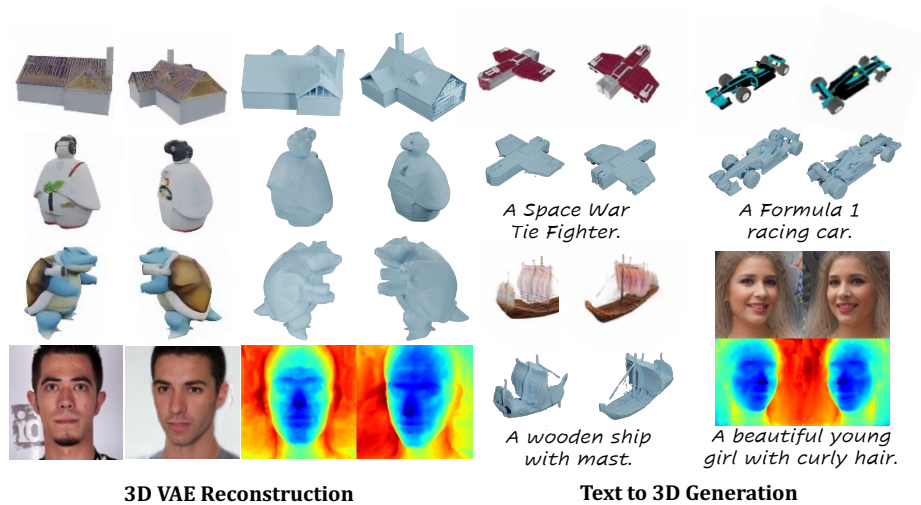 A Space War
Tie Fighter.
A Formula 1
racing car.
id
A wooden ship
with mast.
A beautiful young
girl with curly hair.
3D VAE Reconstruction
Text to 3D Generation